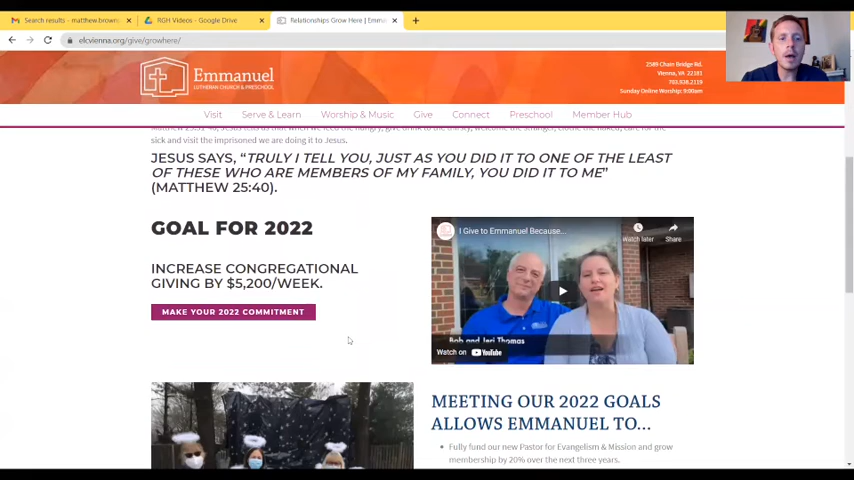 Search results - matthew.brown
RGH Videos - Google Drive
Relationships Grow Here | Emma
elcvienna.org/give/growhere/
Emmanuel
LUTHERAN CHURCH & PRESCHOOL
2589 Chain Bridge Rd.
Vienna, VA 22181
703.938.2119
Sunday Online Worship: 9:00am
Visit Serve & Learn Worship & Music Give Connect Preschool Member Hub
sick and visit the imprisoned we are doing it to Jesus.
JESUS SAYS, “TRULY I TELL YOU, JUST AS YOU DID IT TO ONE OF THE LEAST
OF THESE WHO ARE MEMBERS OF MY FAMILY, YOU DID IT TO ME”
(MATTHEW 25:40).
GOAL FOR 2022
INCREASE CONGREGATIONAL
GIVING BY $5,200/WEEK.
MAKE YOUR 2022 COMMITMENT
I Give to Emmanuel Because...
Watch later
Share
Bob and Jeri Thomas
Watch on YouTube
MEETING OUR 2022 GOALS
ALLOWS EMMANUEL TO...
Fully fund our new Pastor for Evangelism & Mission and grow
membership by 20% over the next three years.